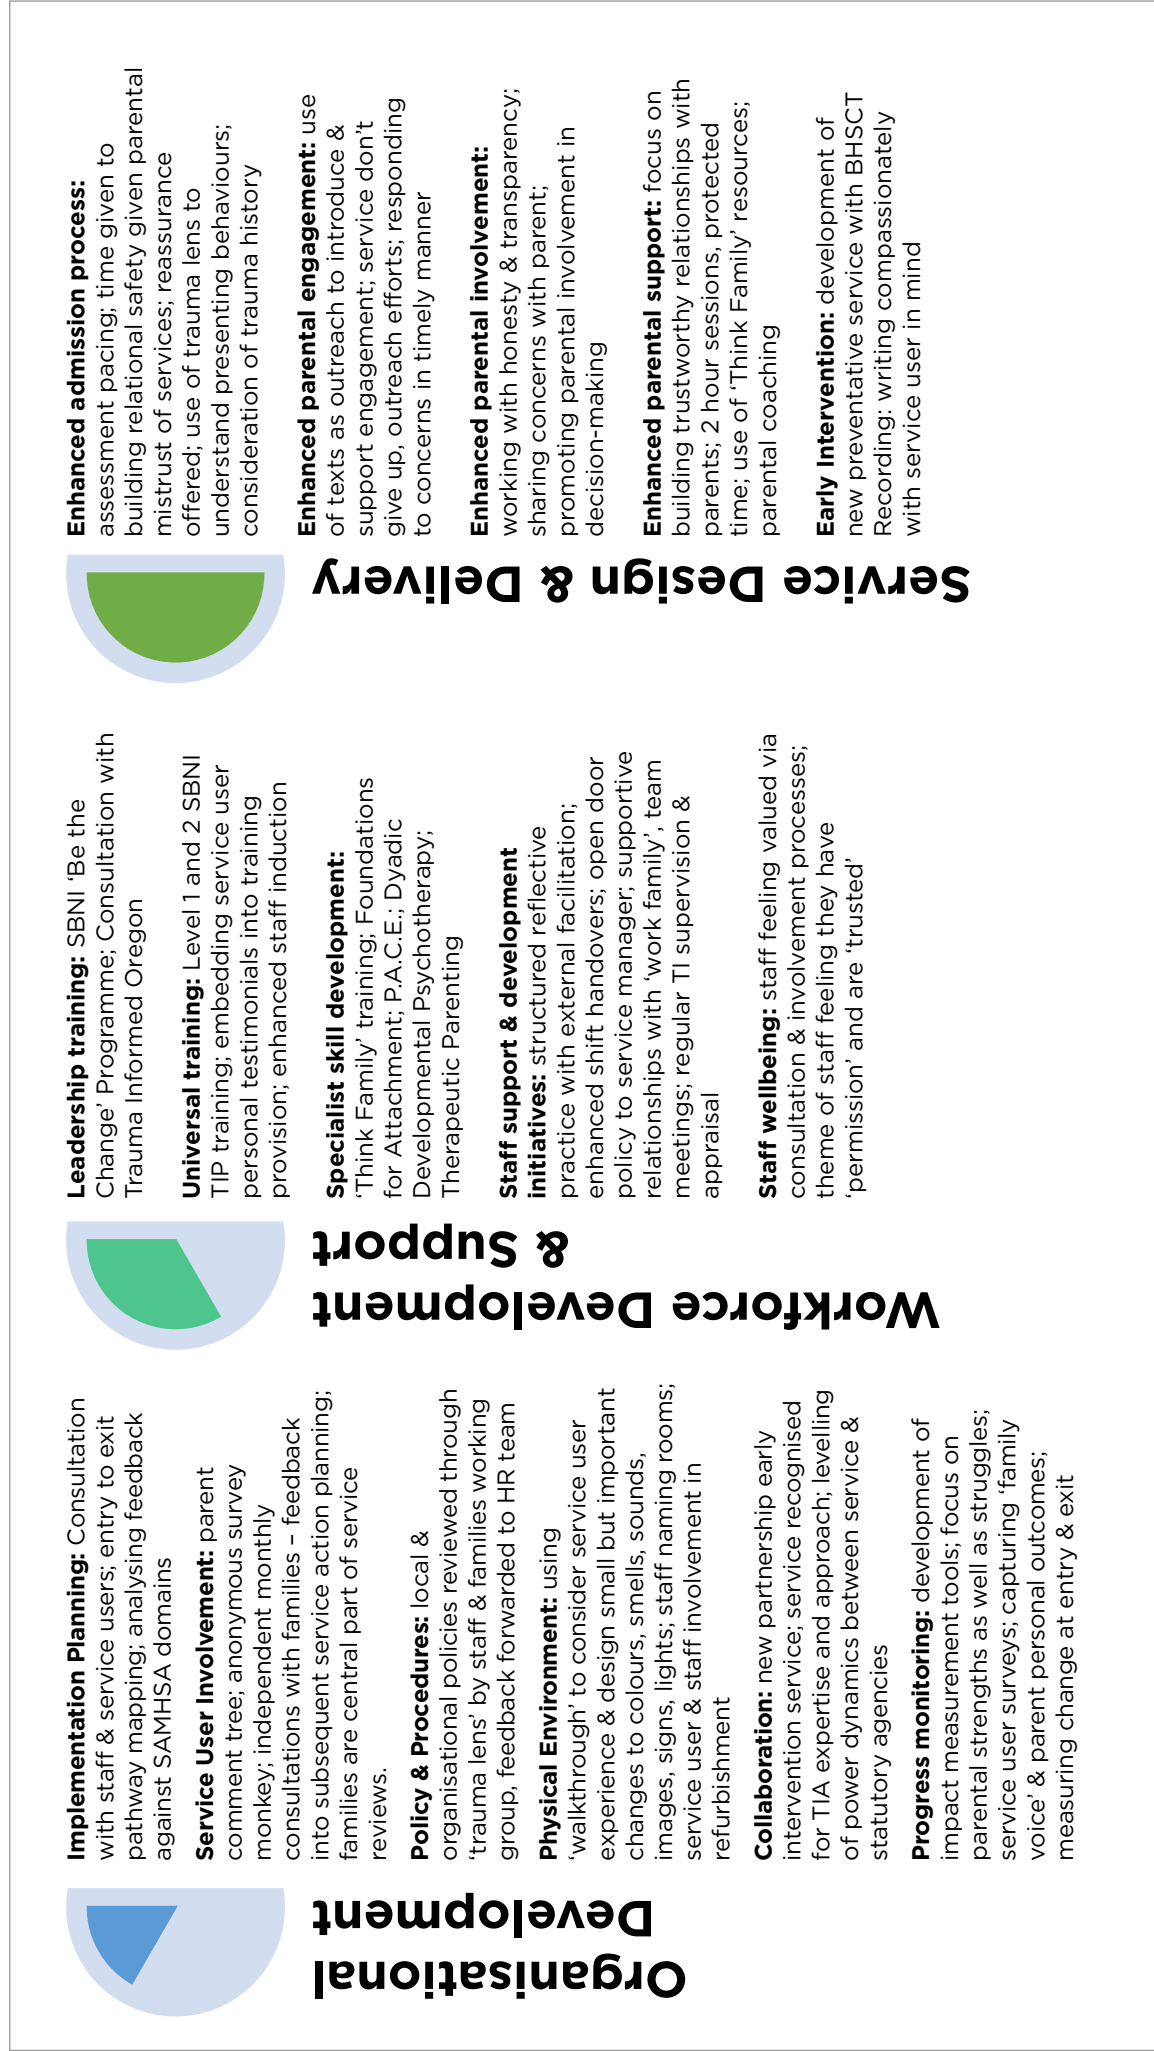 Organisational
Development
Implementation Planning: Consultation
with staff & service users; entry to exit
pathway mapping; analysing feedback
against SAMHSA domains
Service User Involvement: parent
comment tree; anonymous survey
monkey; independent monthly
consultations with families – feedback
into subsequent service action planning;
families are central part of service
reviews.
Policy & Procedures: local &
organisational policies reviewed through
‘trauma lens’ by staff & families working
group, feedback forwarded to HR team
Physical Environment: using
‘walkthrough’ to consider service user
experience & design small but important
changes to colours, smells, sounds,
images, signs, lights; staff naming rooms;
service user & staff involvement in
refurbishment
Collaboration: new partnership early
intervention service; service recognised
for TIA expertise and approach; levelling
of power dynamics between service &
statutory agencies
Progress monitoring: development of
impact measurement tools; focus on
parental strengths as well as struggles;
service user surveys; capturing ‘family
voice’ & parent personal outcomes;
measuring change at entry & exit
Workforce Development
& Support
Leadership training: SBNI ‘Be the
Change’ Programme; Consultation with
Trauma Informed Oregon
Universal training: Level 1 and 2 SBNI
TIP training; embedding service user
personal testimonials into training
provision; enhanced staff induction
Specialist skill development:
‘Think Family’ training; Foundations
for Attachment; P.A.C.E.; Dyadic
Developmental Psychotherapy;
Therapeutic Parenting
Staff support & development
initiatives: structured reflective
practice with external facilitation;
enhanced shift handovers; open door
policy to service manager; supportive
relationships with ‘work family’, team
meetings; regular TI supervision &
appraisal
Staff wellbeing: staff feeling valued via
consultation & involvement processes;
theme of staff feeling they have
‘permission’ and are ‘trusted’
Service Design & Delivery
Enhanced admission process:
assessment pacing; time given to
building relational safety given parental
mistrust of services; reassurance
offered; use of trauma lens to
understand presenting behaviours;
consideration of trauma history
Enhanced parental engagement: use
of texts as outreach to introduce &
support engagement; service don’t
give up, outreach efforts; responding
to concerns in timely manner
Enhanced parental involvement:
working with honesty & transparency;
sharing concerns with parent;
promoting parental involvement in
decision-making
Enhanced parental support: focus on
building trustworthy relationships with
parents; 2 hour sessions, protected
time; use of ‘Think Family’ resources;
parental coaching
Early Intervention: development of
new preventative service with BHSCT
Recording: writing compassionately
with service user in mind